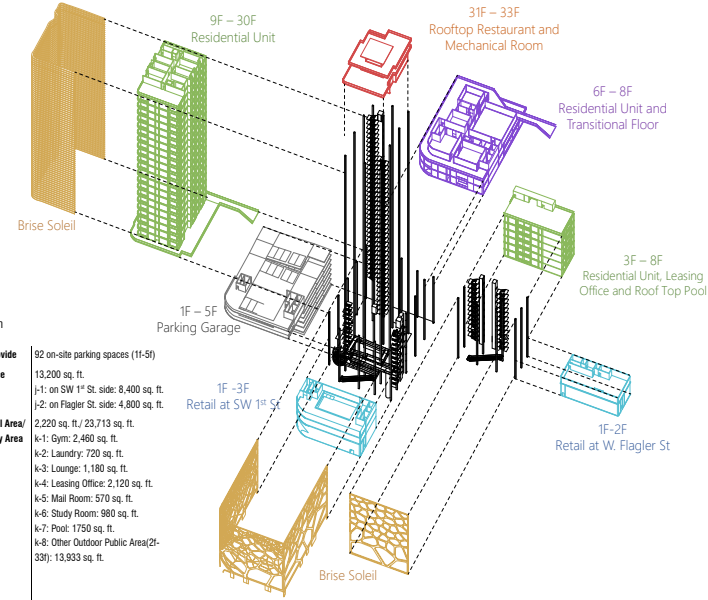 9F – 30F
Residential Unit
31F – 33F
Rooftop Restaurant and
Mechanical Room
6F – 8F
Residential Unit and
Transitional Floor
Brise Soleil
3F – 8F
Residential Unit, Leasing
Office and Roof Top Pool
1F – 5F
Parking Garage
1F -3F
Retail at SW 1st St
1F-2F
Retail at W. Flagler St
Brise Soleil
92 on-site parking spaces (1f-5f)
13,200 sq. ft.
j-1: on SW 1st St. side: 8,400 sq. ft.
j-2: on Flagler St. side: 4,800 sq. ft.
Area/ 2,220 sq. ft./ 23,713 sq. ft.
Area k-1: Gym: 2,460 sq. ft.
k-2: Laundry: 720 sq. ft.
k-3: Lounge: 1,180 sq. ft.
k-4: Leasing Office: 2,120 sq. ft.
k-5: Mail Room: 570 sq. ft.
k-6: Study Room: 980 sq. ft.
k-7: Pool: 1750 sq. ft.
k-8: Other Outdoor Public Area(2f-
33f): 13,933 sq. ft.